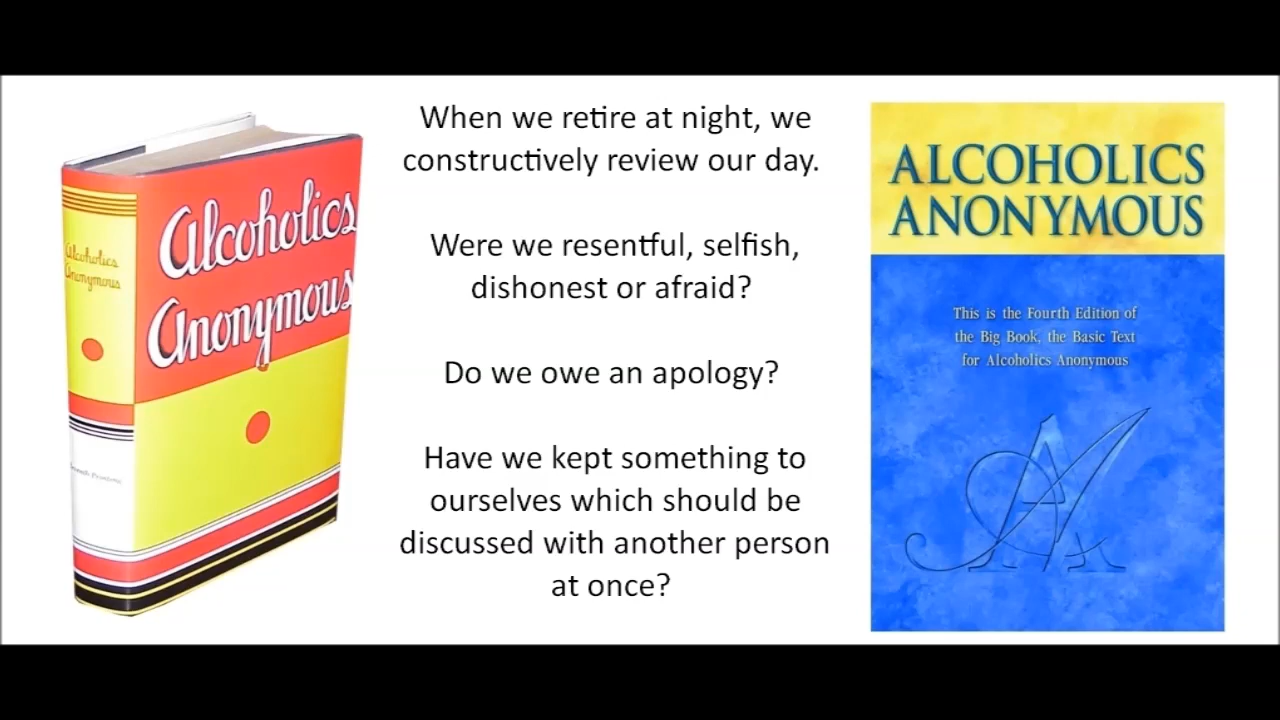 Alcoholics
Anonymous
Alcoholics
Anonymous
When we retire at night, we
constructively review our day.
Were we resentful, selfish,
dishonest or afraid?
Do we owe an apology?
Have we kept something to
ourselves which should be
discussed with another person
at once?
ALCOHOLICS
ANONYMOUS
This is the Fourth Edition of
the Big Book, the Basic Text
for Alcoholics Anonymous